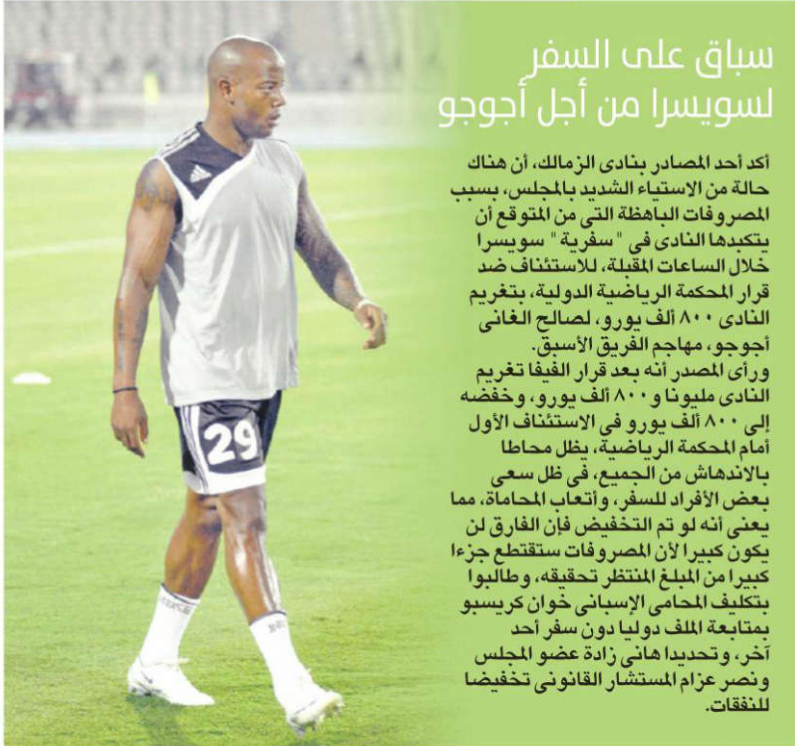 سباق على السفر
لسويسرا من أجل أجوجو
أكد أحد المصادر بنادى الزمالك، أن هناك
حالة من الاستياء الشديد بالمجلس، بسبب
المصروفات الباهظة التى من المتوقع أن
يتكبدها النادى فى "سفرية" سويسرا
خلال الساعات المقبلة، للاستئناف ضد
قرار المحكمة الرياضية الدولية، بتغريم
النادى ٨٠٠ ألف يورو، لصالح الغانى
أجوجو، مهاجم الفريق الأسبق.
ورأى المصدر أنه بعد قرار الفيفا تغريم
النادى مليونا و٨٠٠ ألف يورو، وخفضه
إلى ٨٠٠ ألف يورو فى الاستئناف الأول
أمام المحكمة الرياضية، يظل محاطا
بالاندهاش من الجميع، فى ظل سعى
بعض الأفراد للسفر، وأتعاب المحاماة، مما
يعنى أنه لو تم التخفيض فإن الفارق لن
يكون كبيرا لأن المصروفات ستقتطع جزءا
كبيرا من المبلغ المنتظر تحقيقه، وطالبوا
بتكليف المحامى الإسبانى خوان كريسبو
بمتابعة الملف دوليا دون سفر أحد
آخر، وتحديدا هانى زادة عضو المجلس
ونصر عزام المستشار القانونى تخفيضا
للنفقات.
29